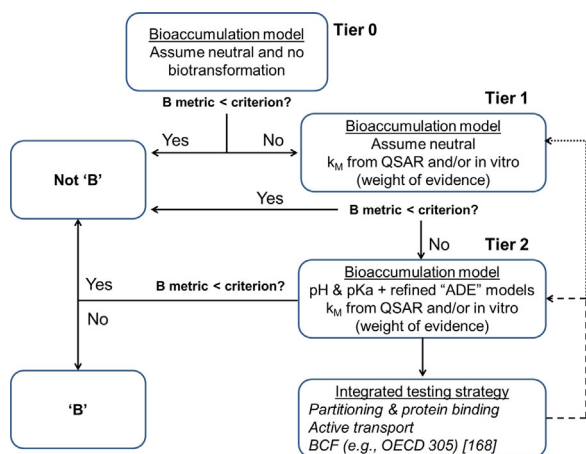 Tier 0
Bioaccumulation model
Assume neutral and no
biotransformation
B metric < criterion?
Yes
No
Tier 1
Bioaccumulation model
Assume neutral
kM from QSAR and/or in vitro
(weight of evidence)
Not ‘B’
Yes
B metric < criterion?
No
Tier 2
Bioaccumulation model
pH & pKa + refined “ADE” models
kM from QSAR and/or in vitro
(weight of evidence)
Yes
B metric < criterion?
No
‘B’
Integrated testing strategy
Partitioning & protein binding
Active transport
BCF (e.g., OECD 305) [168]